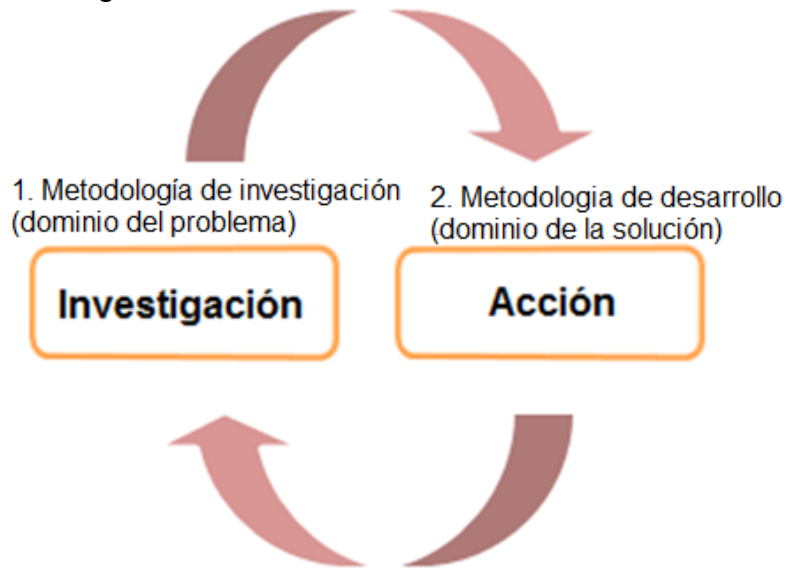 1. Metodología de investigación
(dominio del problema)
2. Metodologia de desarrollo
(dominio de la solución)
Investigación
Acción